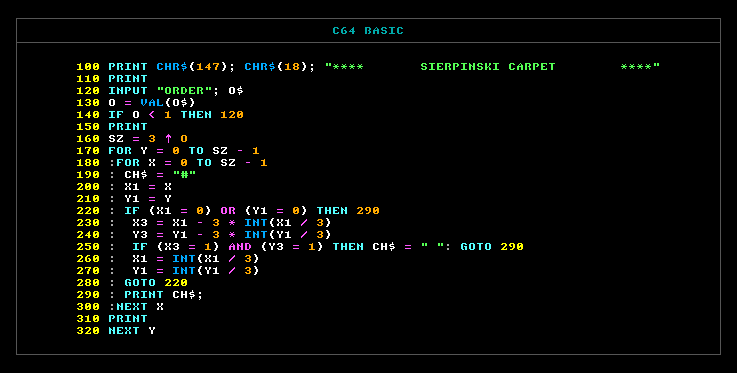 C64 BASIC
100 PRINT CHR$(147); CHR$(18); "****       SIERPINSKI CARPET        ****"
110 PRINT
120 INPUT "ORDER"; O$
130 O = VAL(O$)
140 IF O < 1 THEN 120
150 PRINT
160 SZ = 3 ↑ O
170 FOR Y = 0 TO SZ - 1
180 :FOR X = 0 TO SZ - 1
190 : CH$ = "#"
200 : X1 = X
210 : Y1 = Y
220 : IF (X1 = 0) OR (Y1 = 0) THEN 290
230 :  X3 = X1 - 3 * INT(X1 / 3)
240 :  Y3 = Y1 - 3 * INT(Y1 / 3)
250 :  IF (X3 = 1) AND (Y3 = 1) THEN CH$ = " ": GOTO 290
260 :  X1 = INT(X1 / 3)
270 :  Y1 = INT(Y1 / 3)
280 : GOTO 220
290 : PRINT CH$;
300 :NEXT X
310 PRINT
320 NEXT Y